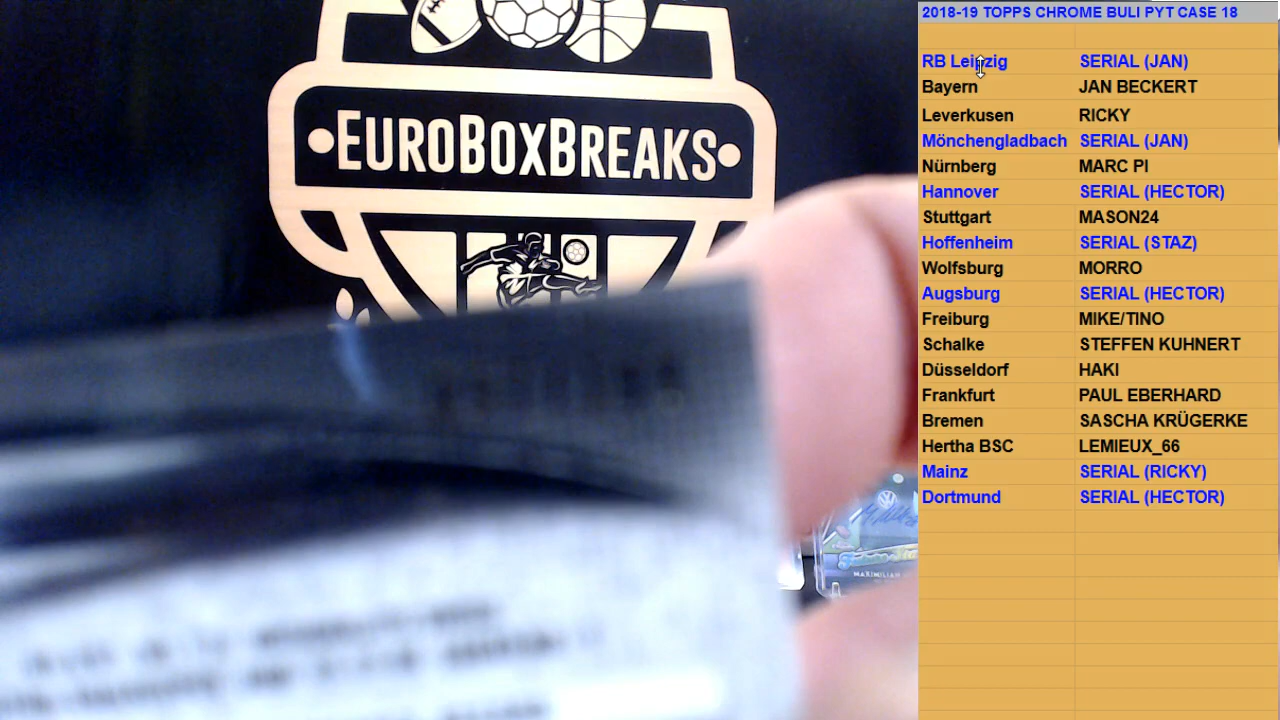 EUROBOXBREAKS
MAXIMILIAN
2018-19 TOPPS CHROME BULI PYT CASE 18
RB Leipzig SERIAL (JAN)
Bayern JAN BECKERT
Leverkusen RICKY
Mönchengladbach SERIAL (JAN)
Nürnberg MARC PI
Hannover SERIAL (HECTOR)
Stuttgart MASON24
Hoffenheim SERIAL (STAZ)
Wolfsburg MORRO
Augsburg SERIAL (HECTOR)
Freiburg MIKE/TINO
Schalke STEFFEN KUHNERT
Düsseldorf HAKI
Frankfurt PAUL EBERHARD
Bremen SASCHA KRÜGERKE
Hertha BSC LEMIEUX_66
Mainz SERIAL (RICKY)
Dortmund SERIAL (HECTOR)